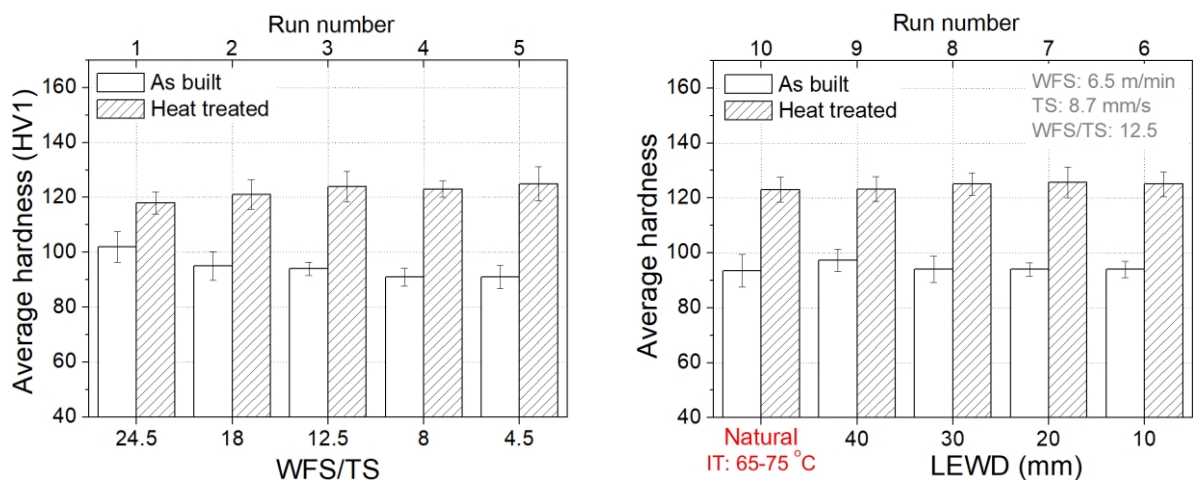 Run number
1 2 3 4 5
As built
Heat treated
Average hardness (HV1)
160
140
120
100
80
60
40
24.5 18 12.5 8 4.5
WFS/TS
Run number
10 9 8 7 6
As built
Heat treated
WFS: 6.5 m/min
TS: 8.7 mm/s
WFS/TS: 12.5
Average hardness
160
140
120
100
80
60
40
Natural 40 30 20 10
IT: 65-75 °C
LEWD (mm)